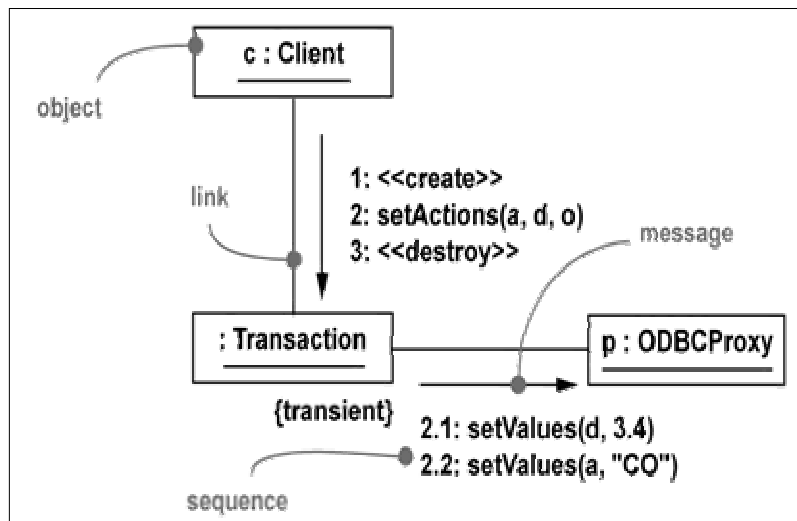 c : Client
object
link
1: <<create>>
2: setActions(a, d, o)
3: <<destroy>>
message
: Transaction
p : ODBCProxy
{transient}
2.1: setValues(d, 3.4)
2.2: setValues(a, "CO")
sequence